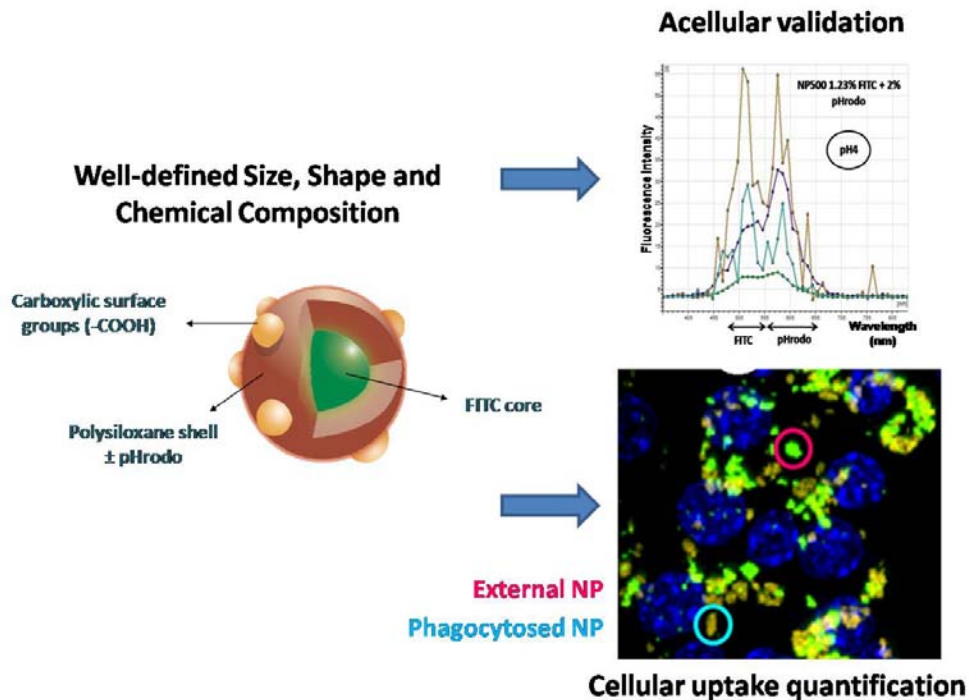 Acellular validation
NP500 1.23% FITC + 2%
pHrodo
pH4
Fluorescence Intensity
Wavelength
(nm)
FITC
pHrodo
Well-defined Size, Shape and
Chemical Composition
Carboxylic surface
groups (-COOH)
Polysiloxane shell
± pHrodo
FITC core
External NP
Phagocytosed NP
Cellular uptake quantification